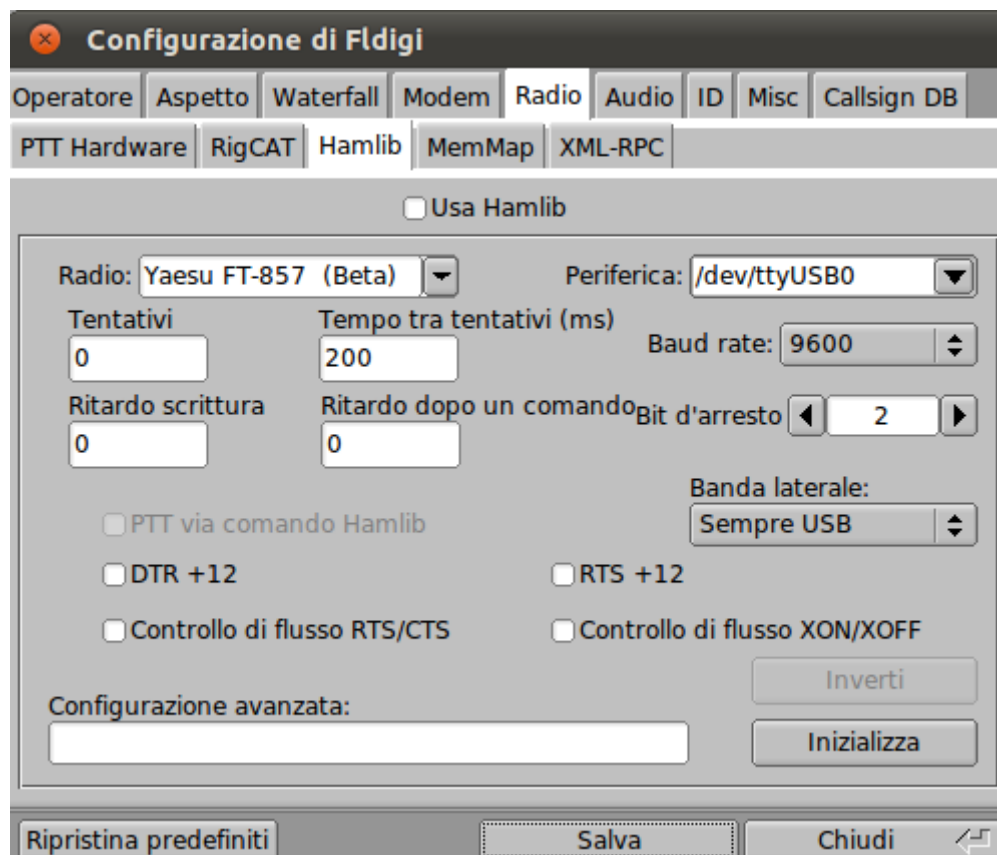 Configurazione di Fldigi
Operatore Aspetto Waterfall Modem Radio Audio ID Misc Callsign DB
PTT Hardware RigCAT Hamlib MemMap XML-RPC
Usa Hamlib
Radio: Yaesu FT-857 (Beta) Periferica: /dev/ttyUSB0
Tentativi Tempo tra tentativi (ms)
0 200 Baud rate: 9600
Ritardo scrittura Ritardo dopo un comando Bit d'arresto 2
0 0
Banda laterale:
PTT via comando Hamlib Sempre USB
DTR +12 RTS +12
Controllo di flusso RTS/CTS Controllo di flusso XON/XOFF
Inverti
Configurazione avanzata:
Inizializza
Ripristina predefiniti Salva Chiudi